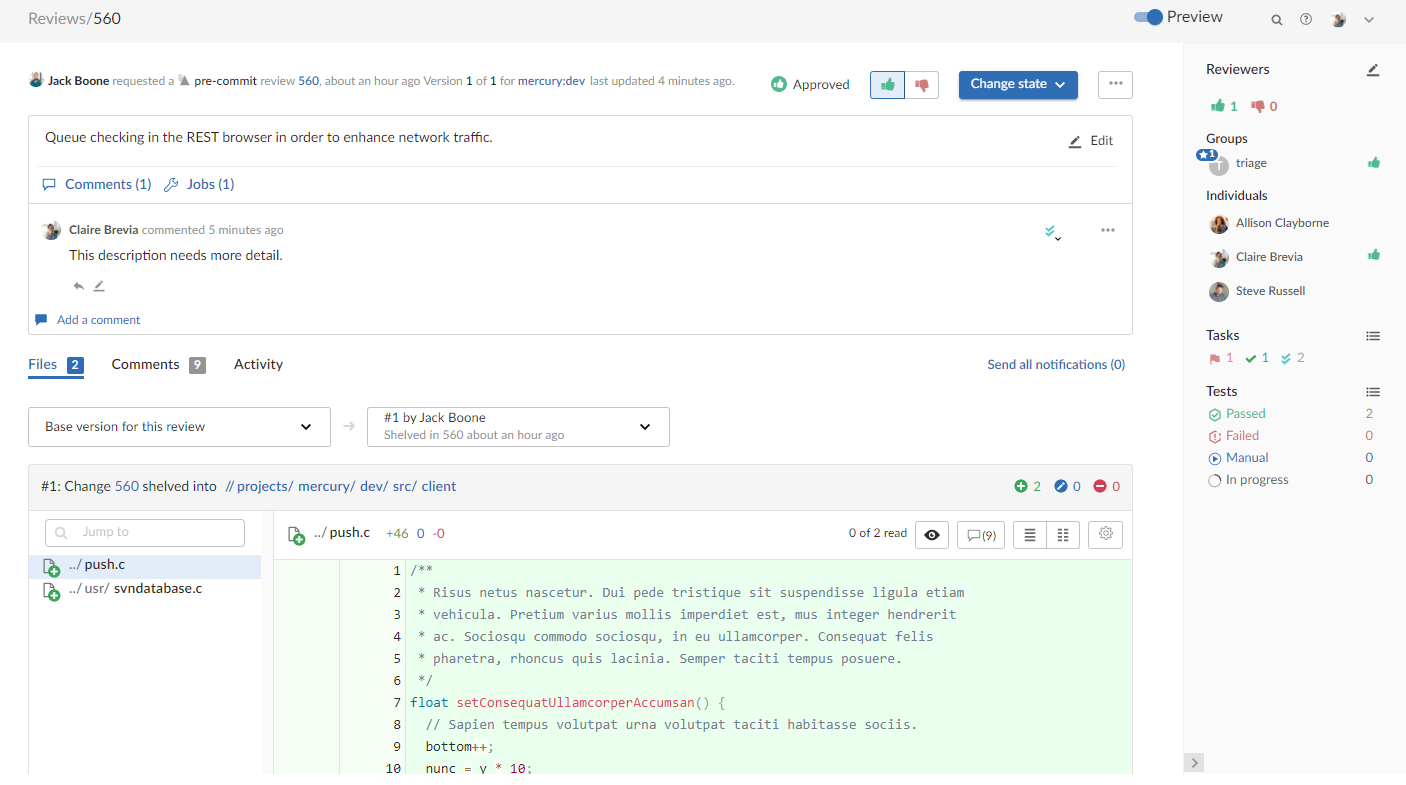 Reviews/560
Preview
Jack Boone requested a pre-commit review 560, about an hour ago Version 1 of 1 for mercury:dev last updated 4 minutes ago.
Approved
Change state
Queue checking in the REST browser in order to enhance network traffic.
Edit
Comments (1) Jobs (1)
Claire Brevia commented 5 minutes ago
This description needs more detail.
Add a comment
Files 2 Comments 9 Activity
Send all notifications (0)
Base version for this review
#1 by Jack Boone
Shelved in 560 about an hour ago
#1: Change 560 shelved into // projects/ mercury/ dev/ src/ client
2 0 0
Jump to
../ push.c
../ usr/ svndatabase.c
../ push.c +46 0 -0
0 of 2 read
(9)
1 /**
2 * Risus netus nascetur. Dui pede tristique sit suspendisse ligula etiam
3 * vehicula. Pretium varius mollis imperdiet est, mus integer hendrerit
4 * ac. Sociosqu commodo sociosqu, in eu ullamcorper. Consequat felis
5 * pharetra, rhoncus quis lacinia. Semper taciti tempus posuere.
6 */
7 float setConsequatUllamcorperAccumsan() {
8 // Sapien tempus volutpat urna volutpat taciti habitasse sociis.
9 bottom++;
10 nunc = y * 10;
Reviewers
1 0
Groups
1
T triage
Individuals
Allison Clayborne
Claire Brevia
Steve Russell
Tasks
1 1 2
Tests
Passed 2
Failed 0
Manual 0
In progress 0